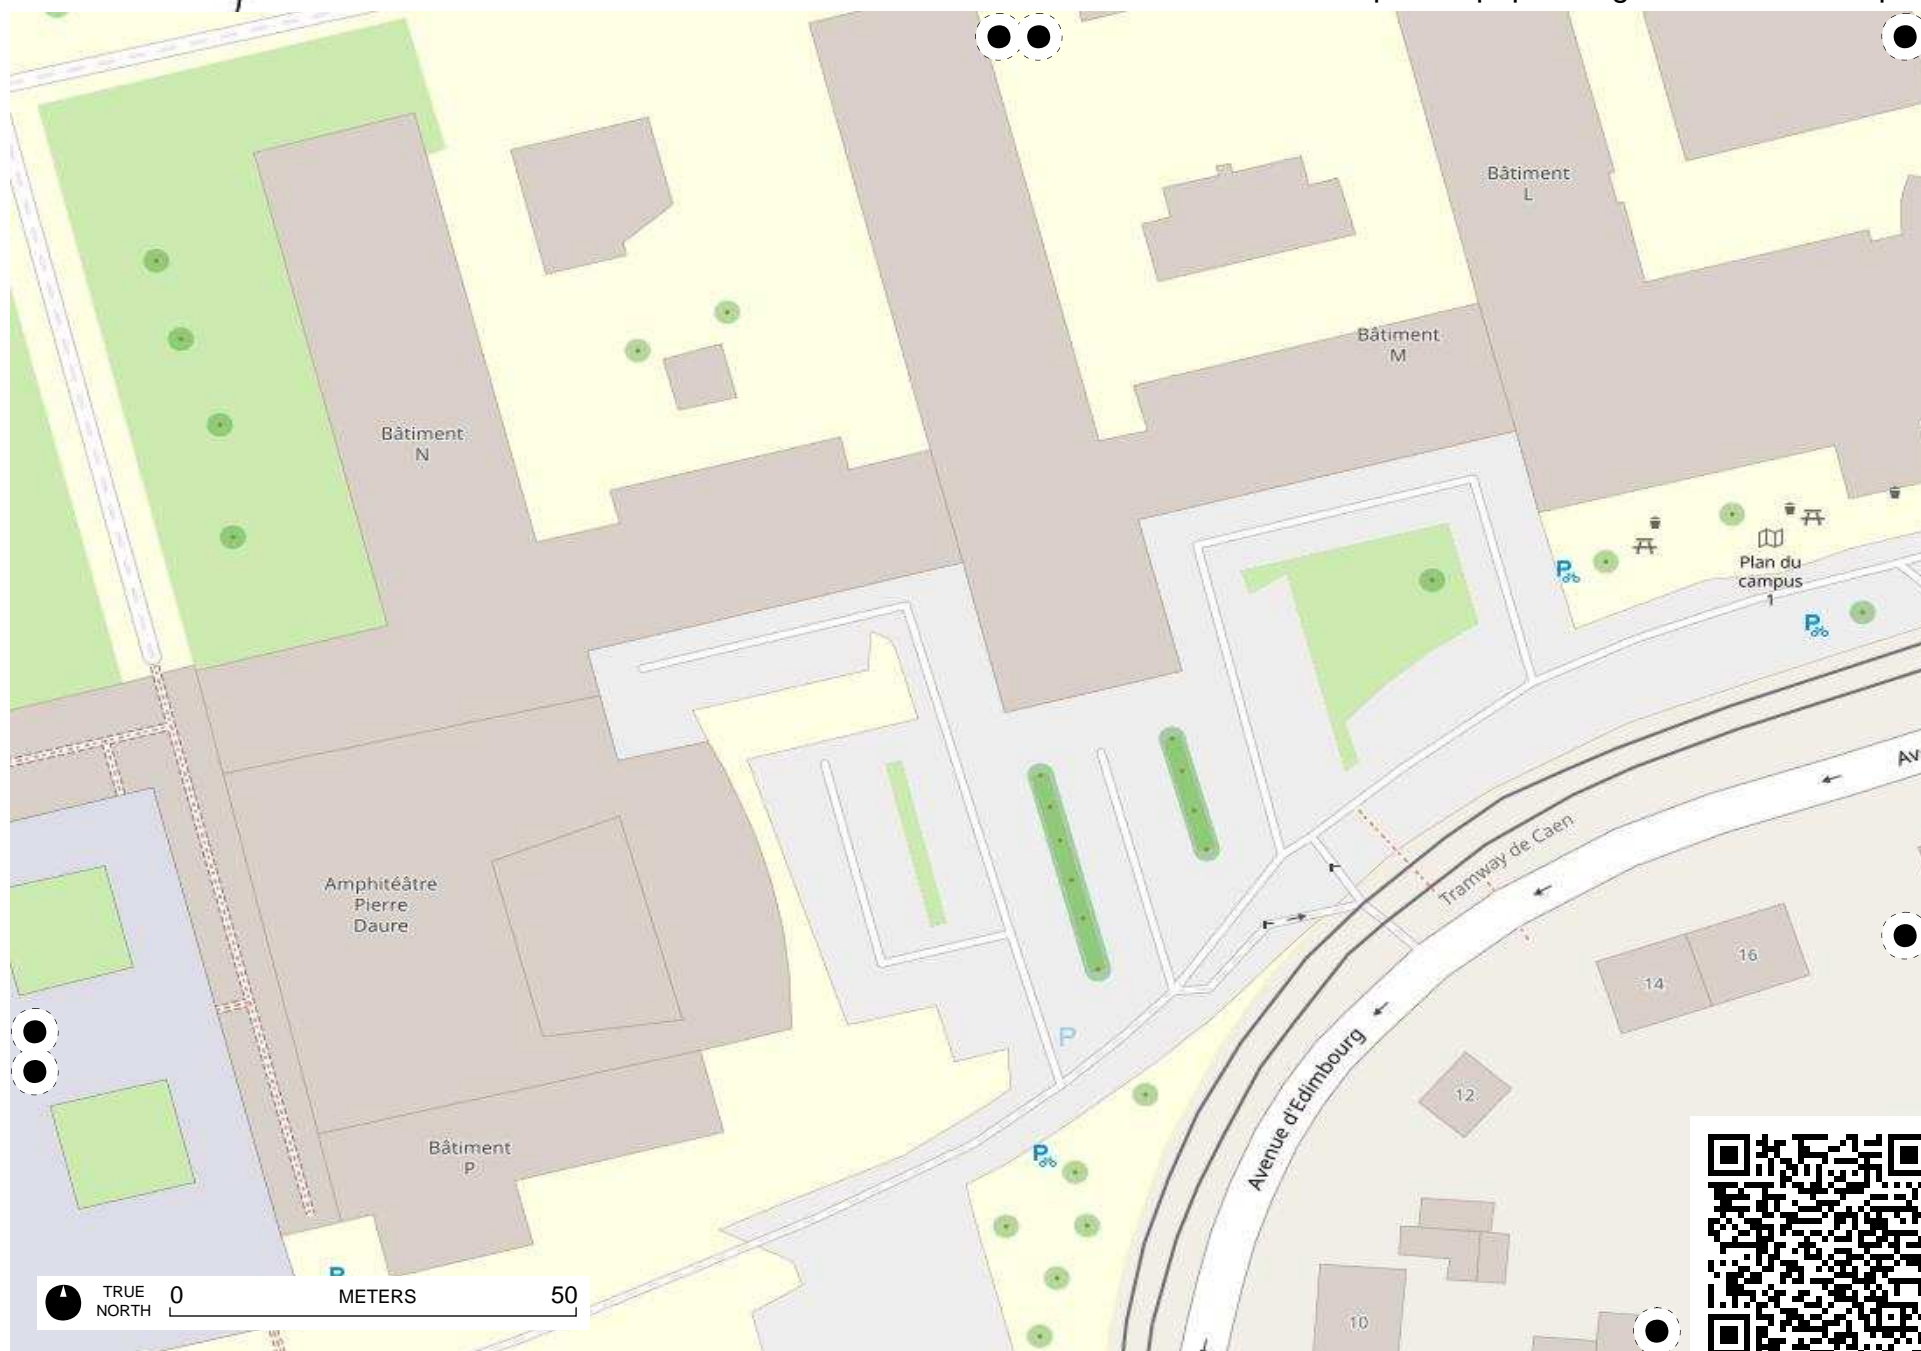 Bâtiment
L
Bâtiment
M
Bâtiment
N
Plan du
campus
1
P
P
Av
Tramway de Caen
Amphitéâtre
Pierre
Daure
16
14
P
Avenue d'Edimbourg
12
Bâtiment
P
P
P
10
TRUE
NORTH
0
METERS
50